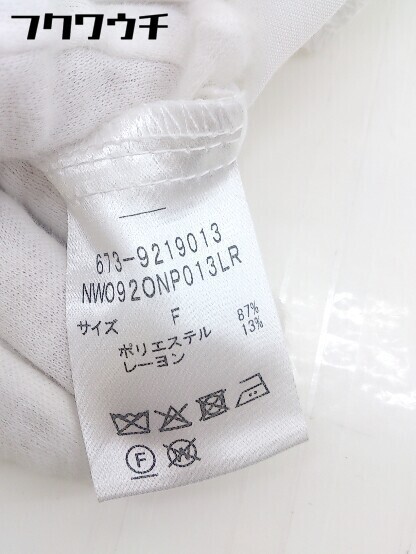 フクワウチ
673-9219013
NW0920NP013LR
サイズ F
ポリエステル 87%
レーヨン 13%
F
W